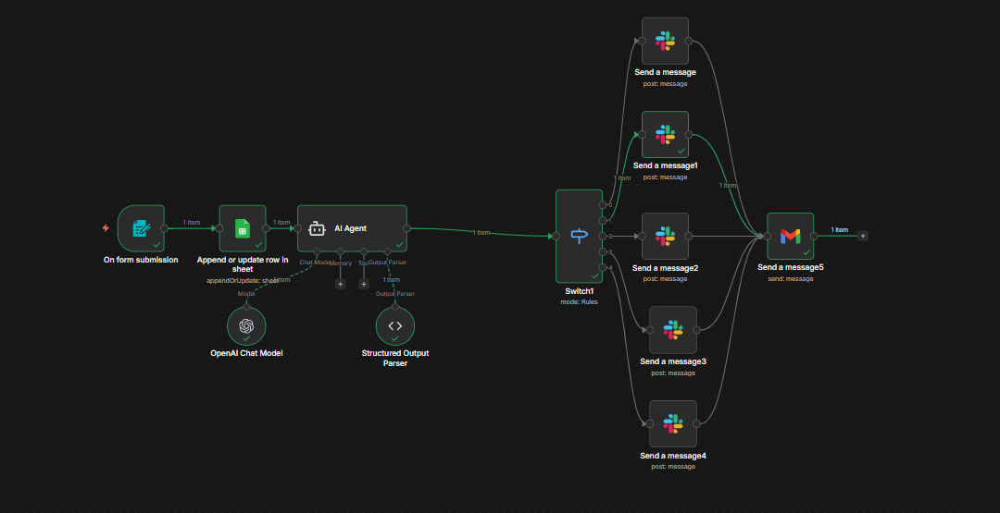 Send a message
post: message
1 item
Send a message1
post: message
1 item
0
1
2
3
4
1 item
On form submission
1 item
Append or update row in
sheet
appendOrUpdate: sheet
1 item
AI Agent
Chat Model
Memory
Tool
Output Parser
1 item
Model
OpenAI Chat Model
1 item
Output Parser
Structured Output
Parser
1 item
Switch1
mode: Rules
Send a message2
post: message
Send a message3
post: message
Send a message4
post: message
Send a message5
send: message
1 item